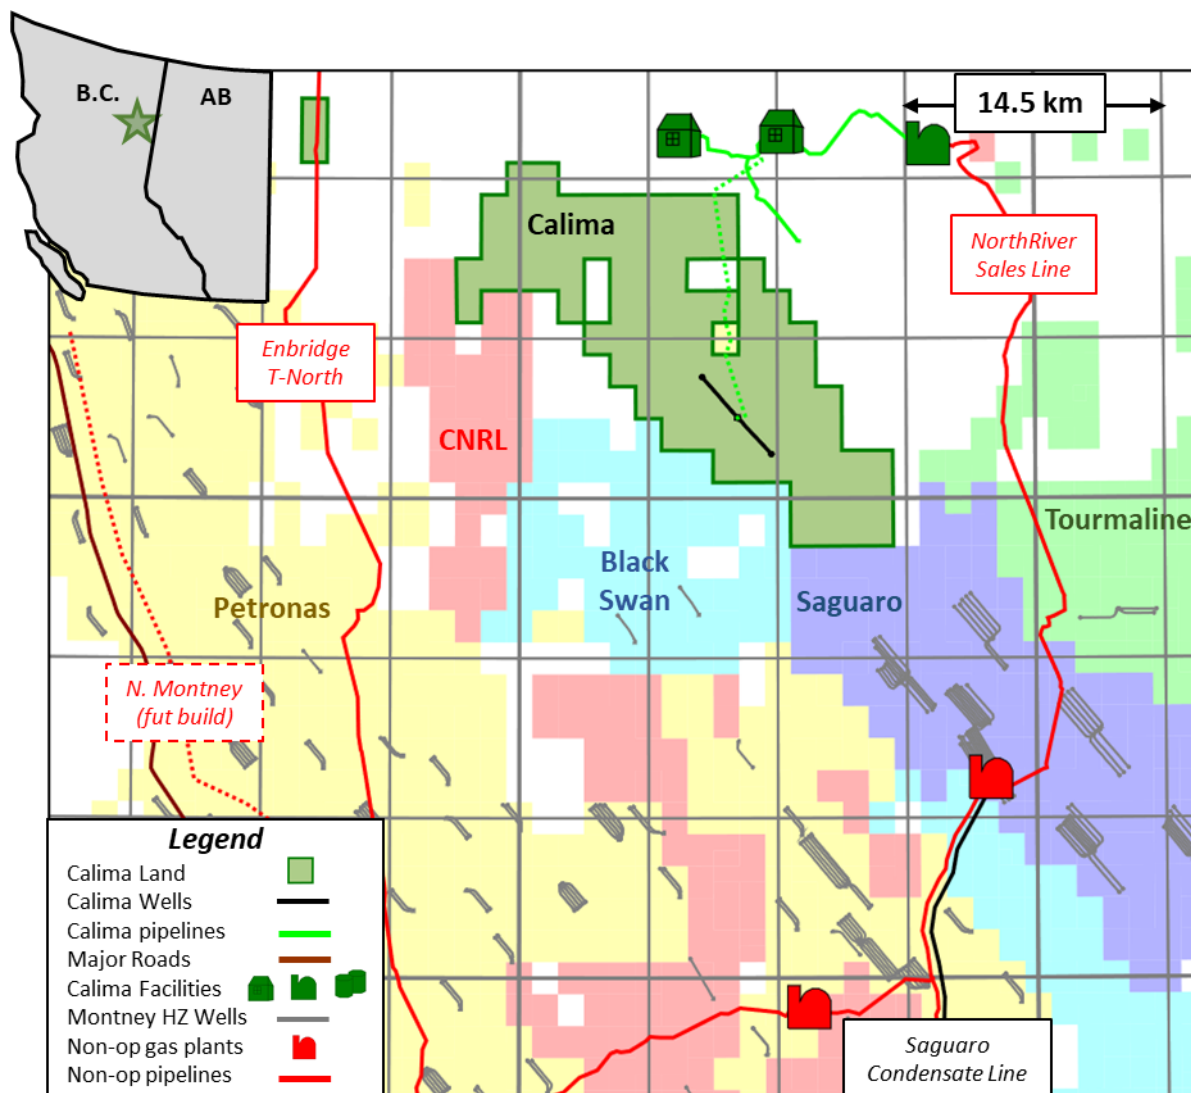 B.C.
AB
14.5 km
Calima
NorthRiver
Sales Line
Enbridge
T-North
CNRL
Tourmaline
Black
Swan
Saguaro
Petronas
N. Montney
(fut build)
Legend
Calima Land
Calima Wells
Calima pipelines
Major Roads
Calima Facilities
Montney HZ Wells
Non-op gas plants
Non-op pipelines
Saguaro
Condensate Line